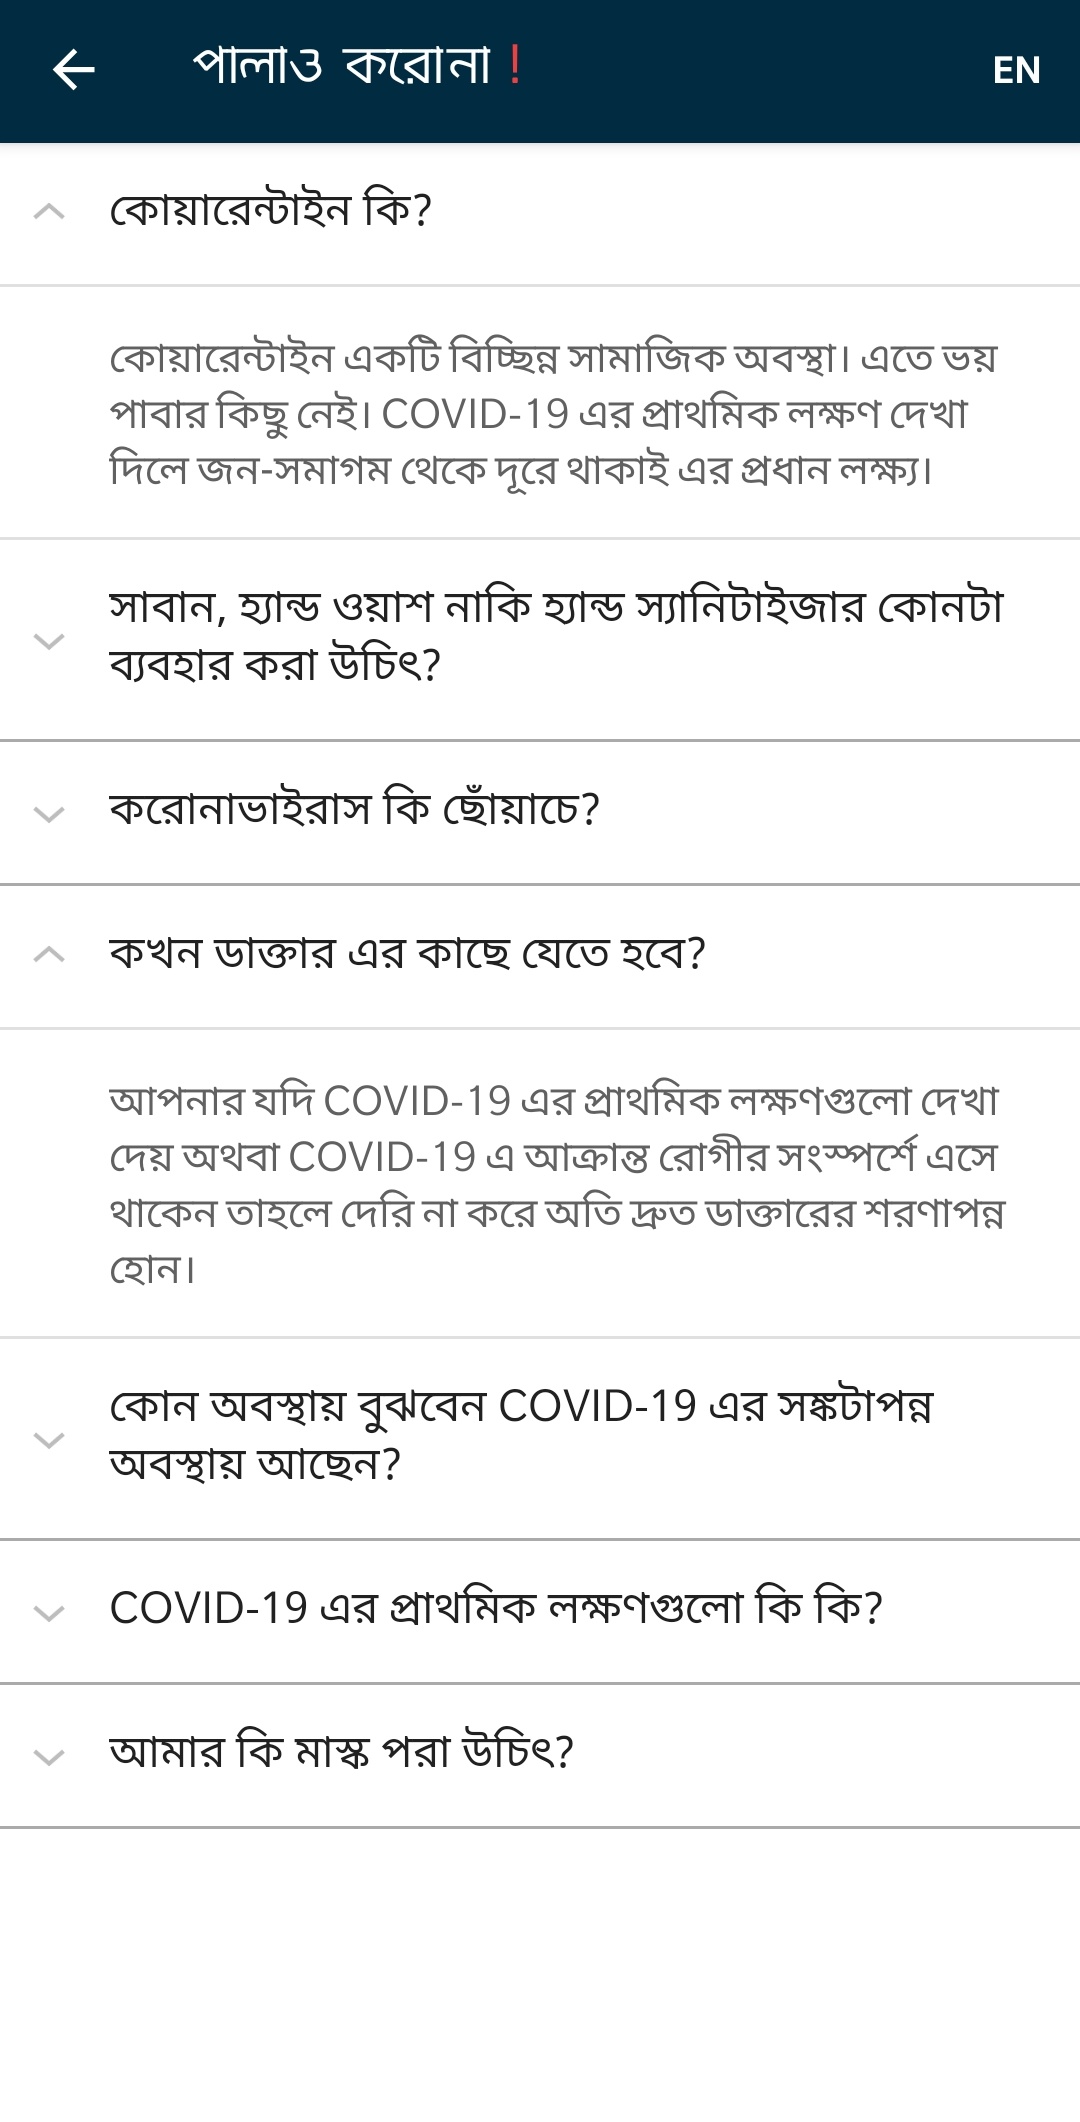 পালাও করোনা !
EN
কোয়ারেন্টাইন কি?
কোয়ারেন্টাইন একটি বিচ্ছিন্ন সামাজিক অবস্থা। এতে ভয়
পাবার কিছু নেই। COVID-19 এর প্রাথমিক লক্ষণ দেখা
দিলে জন-সমাগম থেকে দূরে থাকাই এর প্রধান লক্ষ্য।
সাবান, হ্যান্ড ওয়াশ নাকি হ্যান্ড স্যানিটাইজার কোনটা
ব্যবহার করা উচিৎ?
করোনাভাইরাস কি ছোঁয়াচে?
কখন ডাক্তার এর কাছে যেতে হবে?
আপনার যদি COVID-19 এর প্রাথমিক লক্ষণগুলো দেখা
দেয় অথবা COVID-19 এ আক্রান্ত রোগীর সংস্পর্শে এসে
থাকেন তাহলে দেরি না করে অতি দ্রুত ডাক্তারের শরণাপন্ন
হোন।
কোন অবস্থায় বুঝবেন COVID-19 এর সঙ্কটাপন্ন
অবস্থায় আছেন?
COVID-19 এর প্রাথমিক লক্ষণগুলো কি কি?
আমার কি মাস্ক পরা উচিৎ?